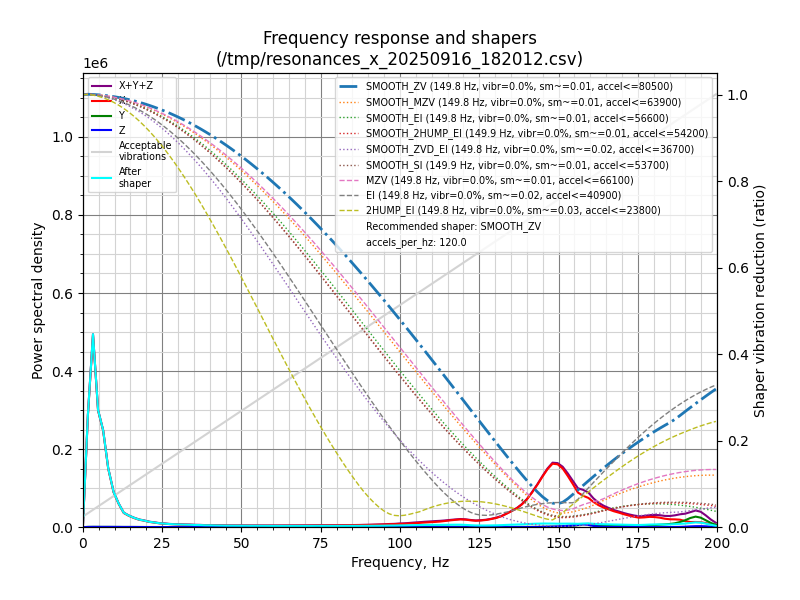 Frequency response and shapers
(/tmp/resonances_x_20250916_182012.csv)
1e6
X+Y+Z
X
Y
Z
Acceptable
vibrations
After
shaper
SMOOTH_ZV (149.8 Hz, vibr=0.0%, sm~=0.01, accel<=80500)
SMOOTH_MZV (149.8 Hz, vibr=0.0%, sm~=0.01, accel<=63900)
SMOOTH_EI (149.8 Hz, vibr=0.0%, sm~=0.01, accel<=56600)
SMOOTH_2HUMP_EI (149.9 Hz, vibr=0.0%, sm~=0.01, accel<=54200)
SMOOTH_ZVD_EI (149.8 Hz, vibr=0.0%, sm~=0.02, accel<=36700)
SMOOTH_SI (149.9 Hz, vibr=0.0%, sm~=0.01, accel<=53700)
MZV (149.8 Hz, vibr=0.0%, sm~=0.01, accel<=66100)
EI (149.8 Hz, vibr=0.0%, sm~=0.02, accel<=40900)
2HUMP_EI (149.8 Hz, vibr=0.0%, sm~=0.03, accel<=23800)
Recommended shaper: SMOOTH_ZV
accels_per_hz: 120.0
Power spectral density
1.0
0.8
0.6
0.4
0.2
0.0
1.0
0.8
0.6
0.4
0.2
0.0
Shaper vibration reduction (ratio)
0 25 50 75 100 125 150 175 200
Frequency, Hz